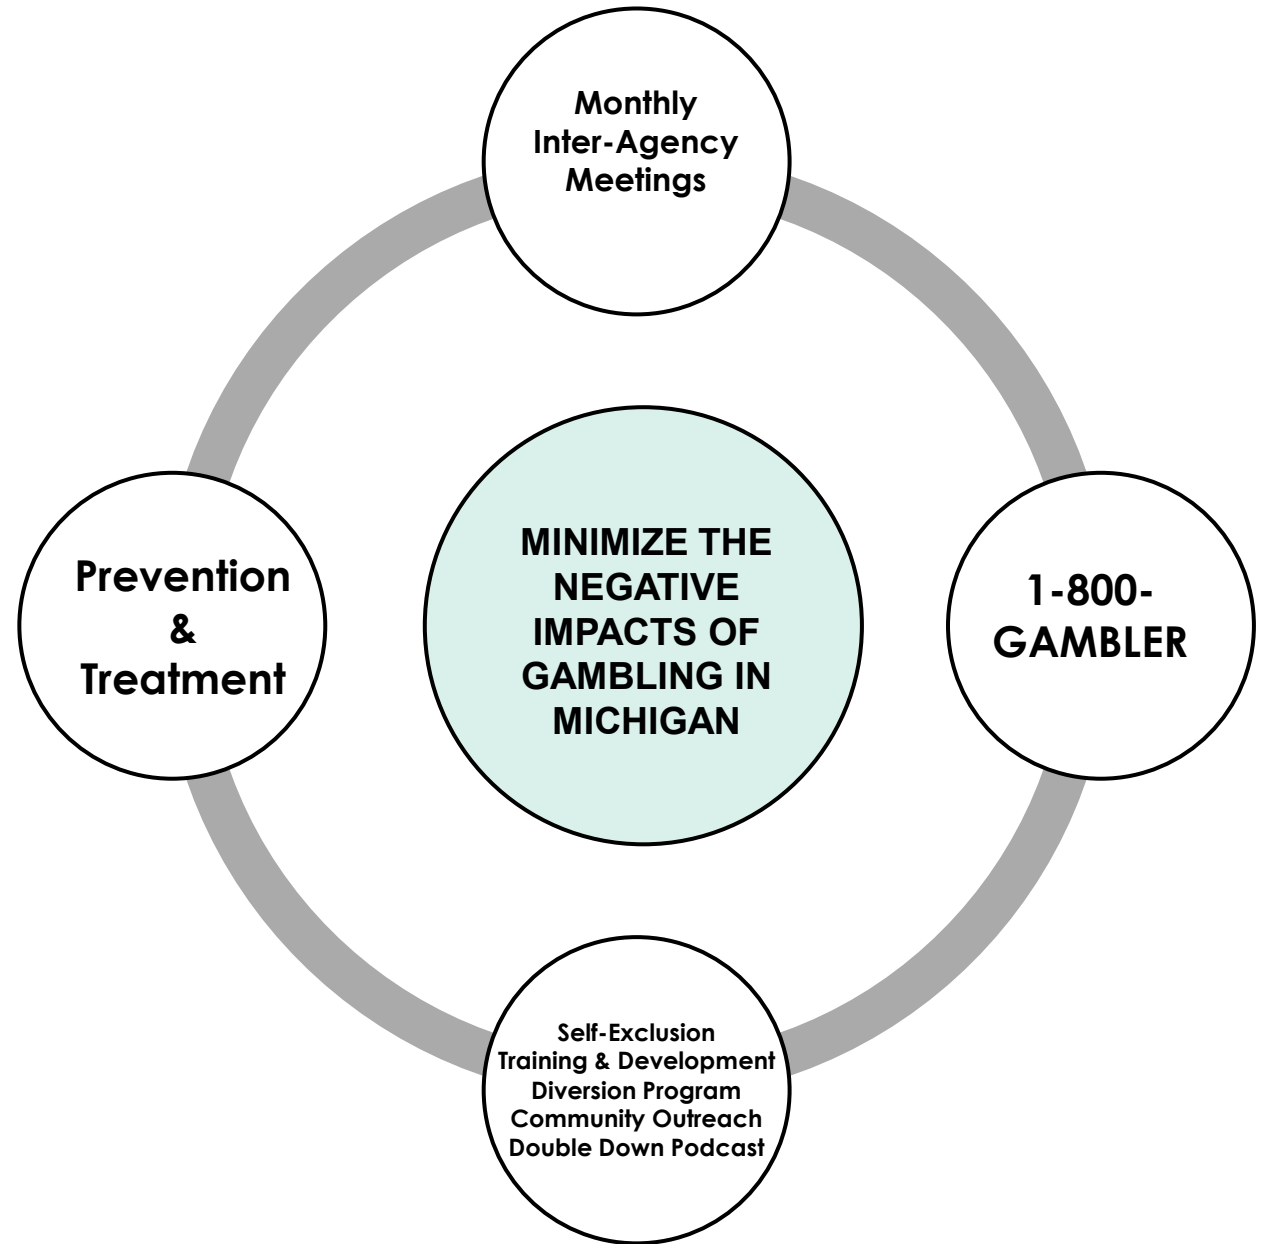 Monthly
Inter-Agency
Meetings
Prevention
&
Treatment
MINIMIZE THE
NEGATIVE
IMPACTS OF
GAMBLING IN
MICHIGAN
1-800-
GAMBLER
Self-Exclusion
Training & Development
Diversion Program
Community Outreach
Double Down Podcast